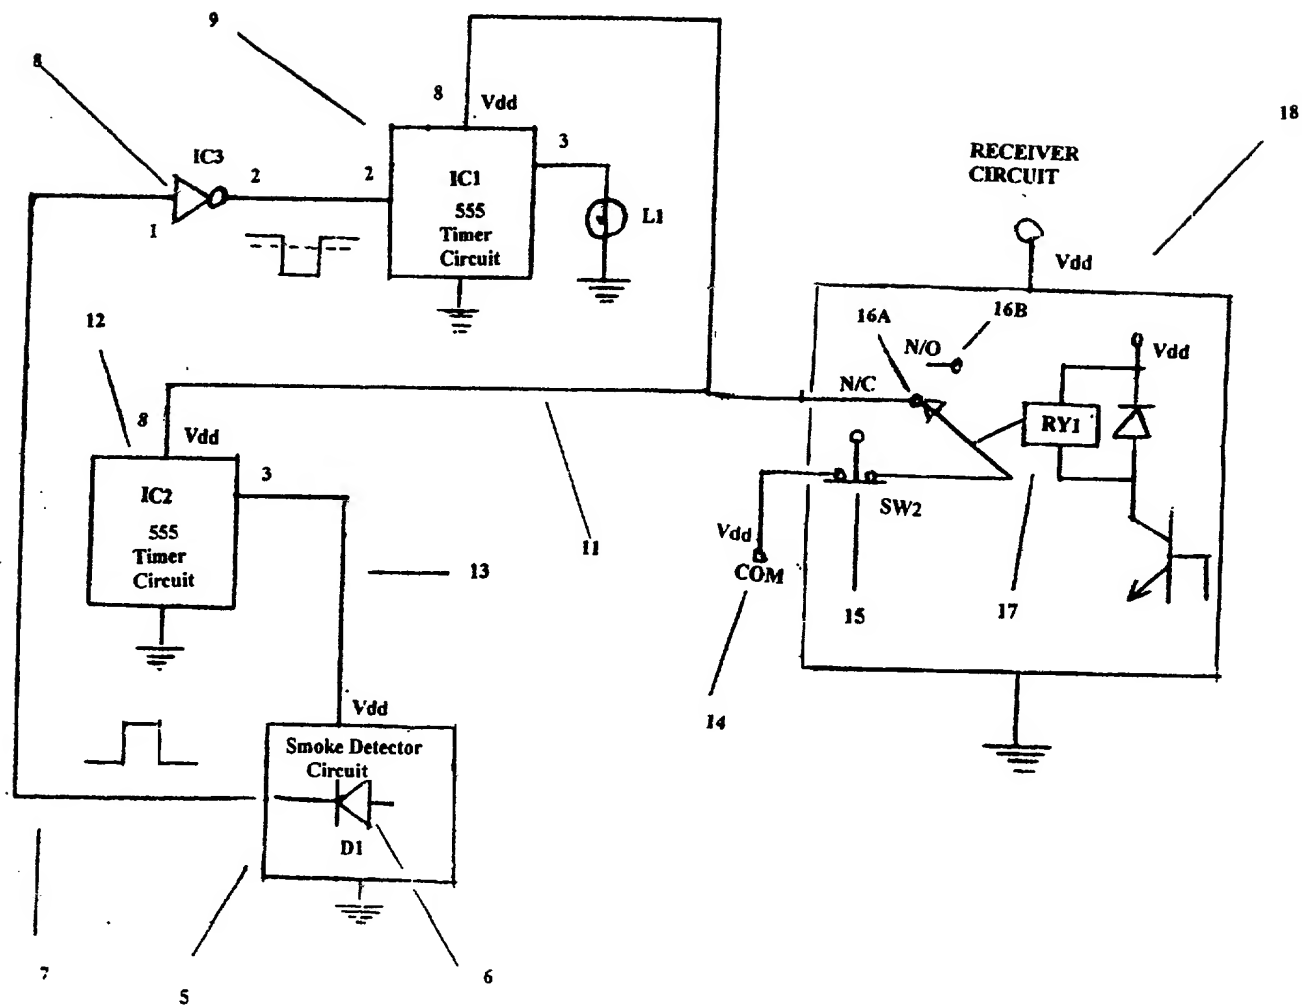 9
8
8
Vdd
18
IC3
3
RECEIVER
CIRCUIT
2
2
IC1
555
Timer
Circuit
L1
1
Vdd
12
16A
16B
N/O
Vdd
N/C
8
Vdd
RY1
3
IC2
555
Timer
Circuit
SW2
Vdd
COM
11
13
15
17
14
Vdd
Smoke Detector
Circuit
D1
7
5
6